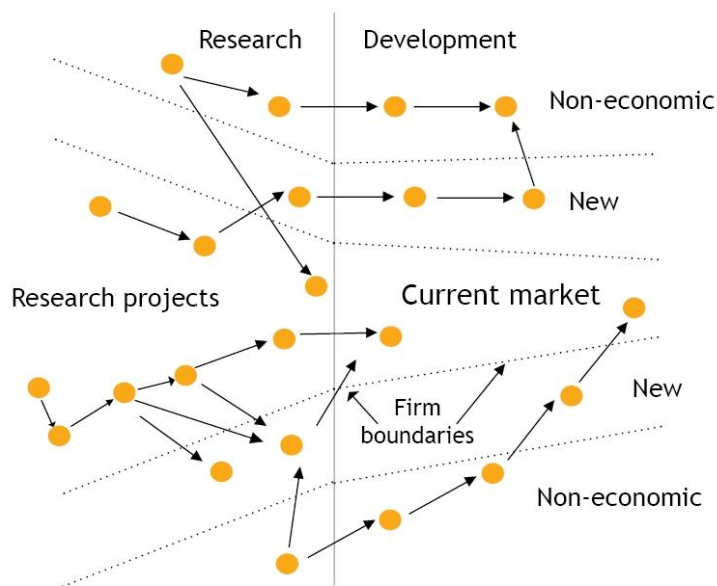 Research
Development
Non-economic
New
Research projects
Current market
New
Firm
boundaries
Non-economic